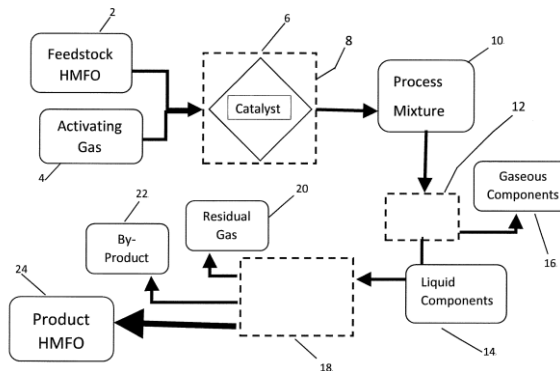 2
Feedstock
HMFO
Activating
Gas
4
6
8
Catalyst
10
Process
Mixture
12
Gaseous
Components
16
Liquid
Components
14
18
20
Residual
Gas
22
By-
Product
24
Product
HMFO